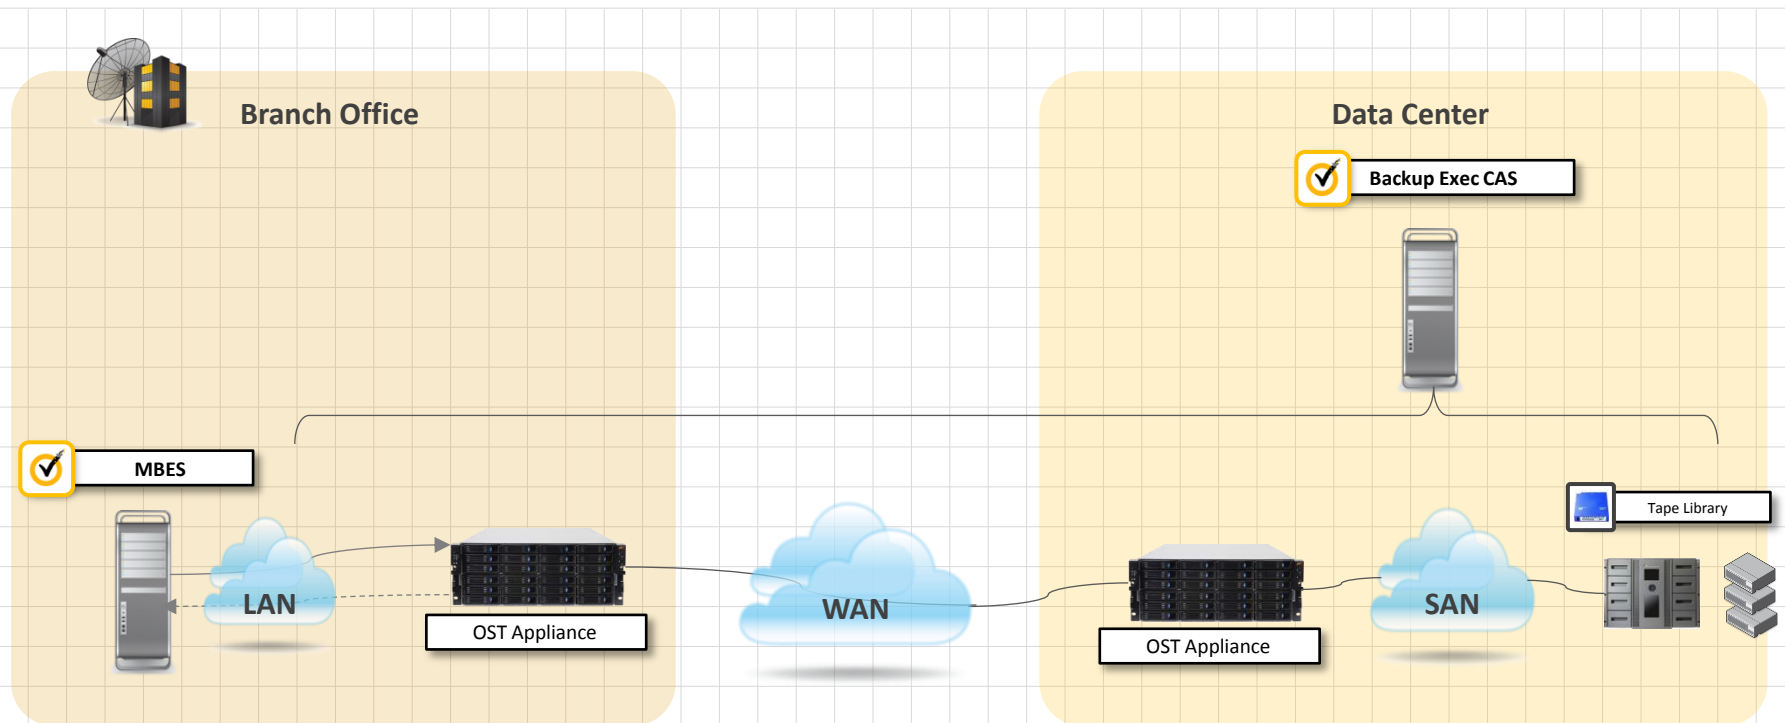 Branch Office
Data Center
Backup Exec CAS
MBES
Tape Library
LAN
WAN
SAN
OST Appliance
OST Appliance